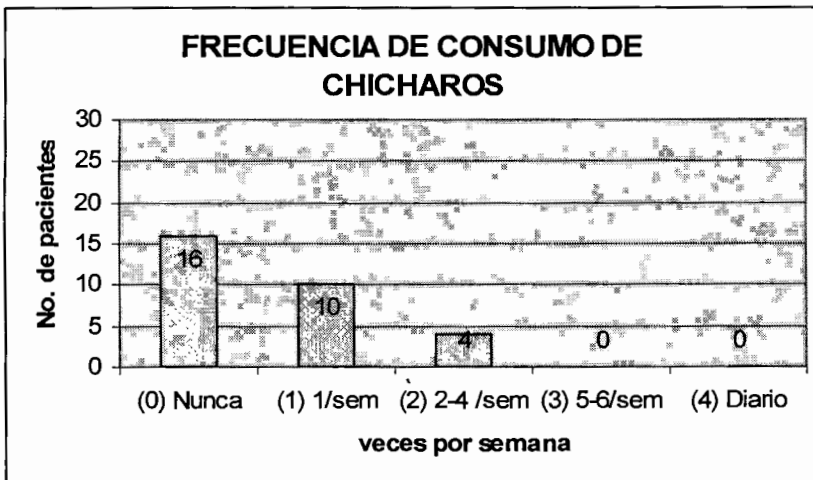 FRECUENCIA DE CONSUMO DE
CHICHAROS
No. de pacientes
30
25
20
15
10
5
0
16
10
4
0
0
(0) Nunca
(1) 1/sem
(2) 2-4 /sem
(3) 5-6/sem
(4) Diario
veces por semana